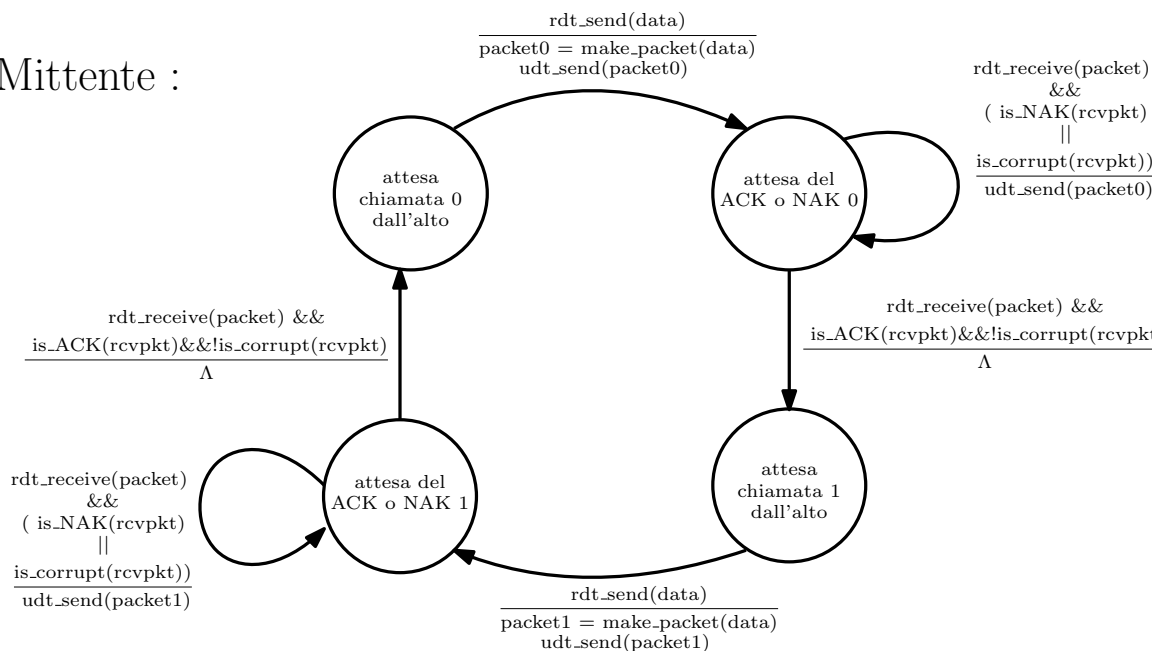 Mittente :
rdt_send(data)
packet0 = make_packet(data)
udt_send(packet0)
rdt_receive(packet)
&&
( is_NAK(rcvpkt)
||
is_corrupt(rcvpkt))
udt_send(packet0)
attesa
chiamata 0
dall'alto
attesa del
ACK o NAK 0
rdt_receive(packet) &&
is_ACK(rcvpkt)&&!is_corrupt(rcvpkt)
Λ
rdt_receive(packet) &&
is_ACK(rcvpkt)&&!is_corrupt(rcvpkt
Λ
attesa del
ACK o NAK 1
attesa
chiamata 1
dall'alto
rdt_receive(packet)
&&
( is_NAK(rcvpkt)
||
is_corrupt(rcvpkt))
udt_send(packet1)
rdt_send(data)
packet1 = make_packet(data)
udt_send(packet1)